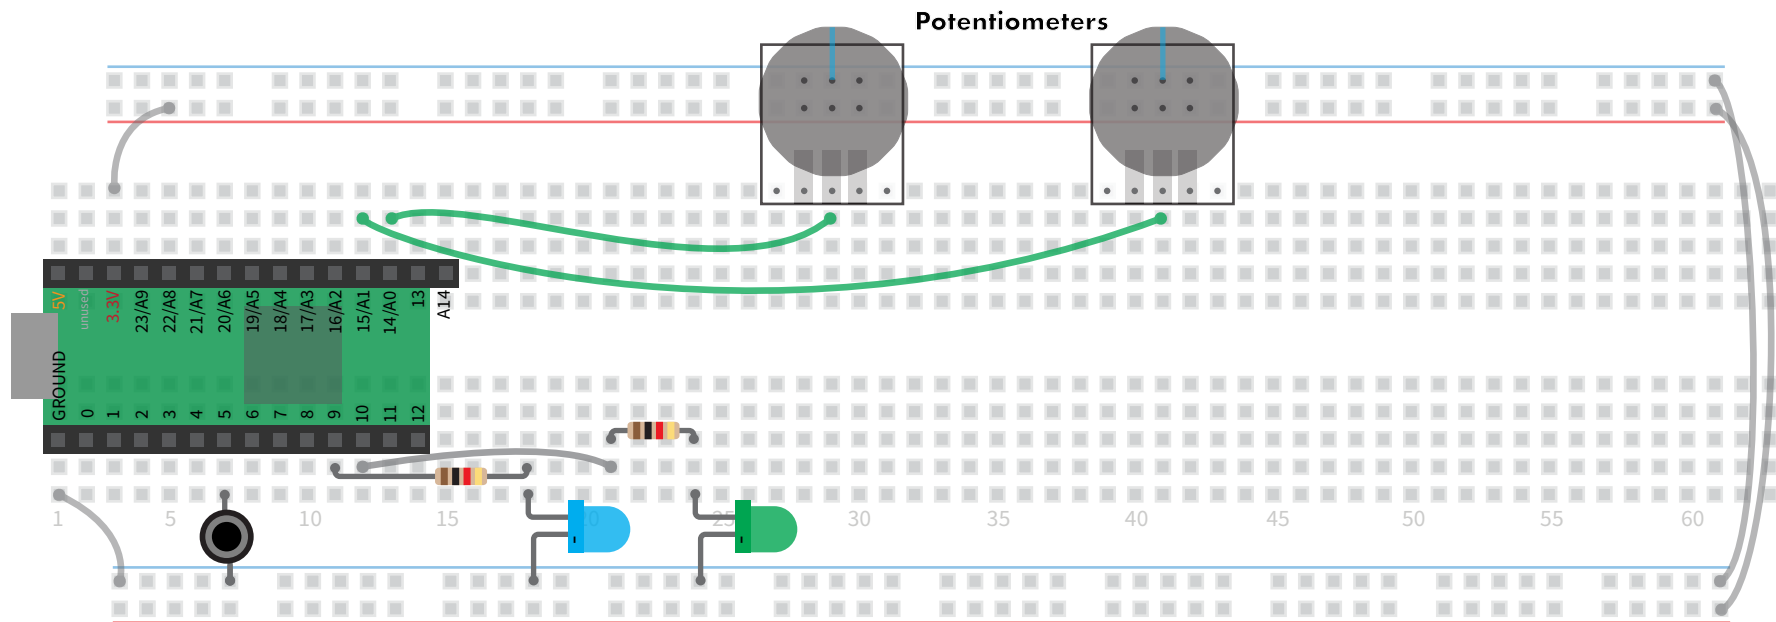 Potentiometers
5V
unused
3.3V
23/A9
22/A8
21/A7
20/A6
19/A5
18/A4
17/A3
16/A2
15/A1
14/A0
13
A14
GROUND
0
1
2
3
4
5
6
7
8
9
10
11
12
1 5 10 15 20 25 30 35 40 45 50 55 60
-
-